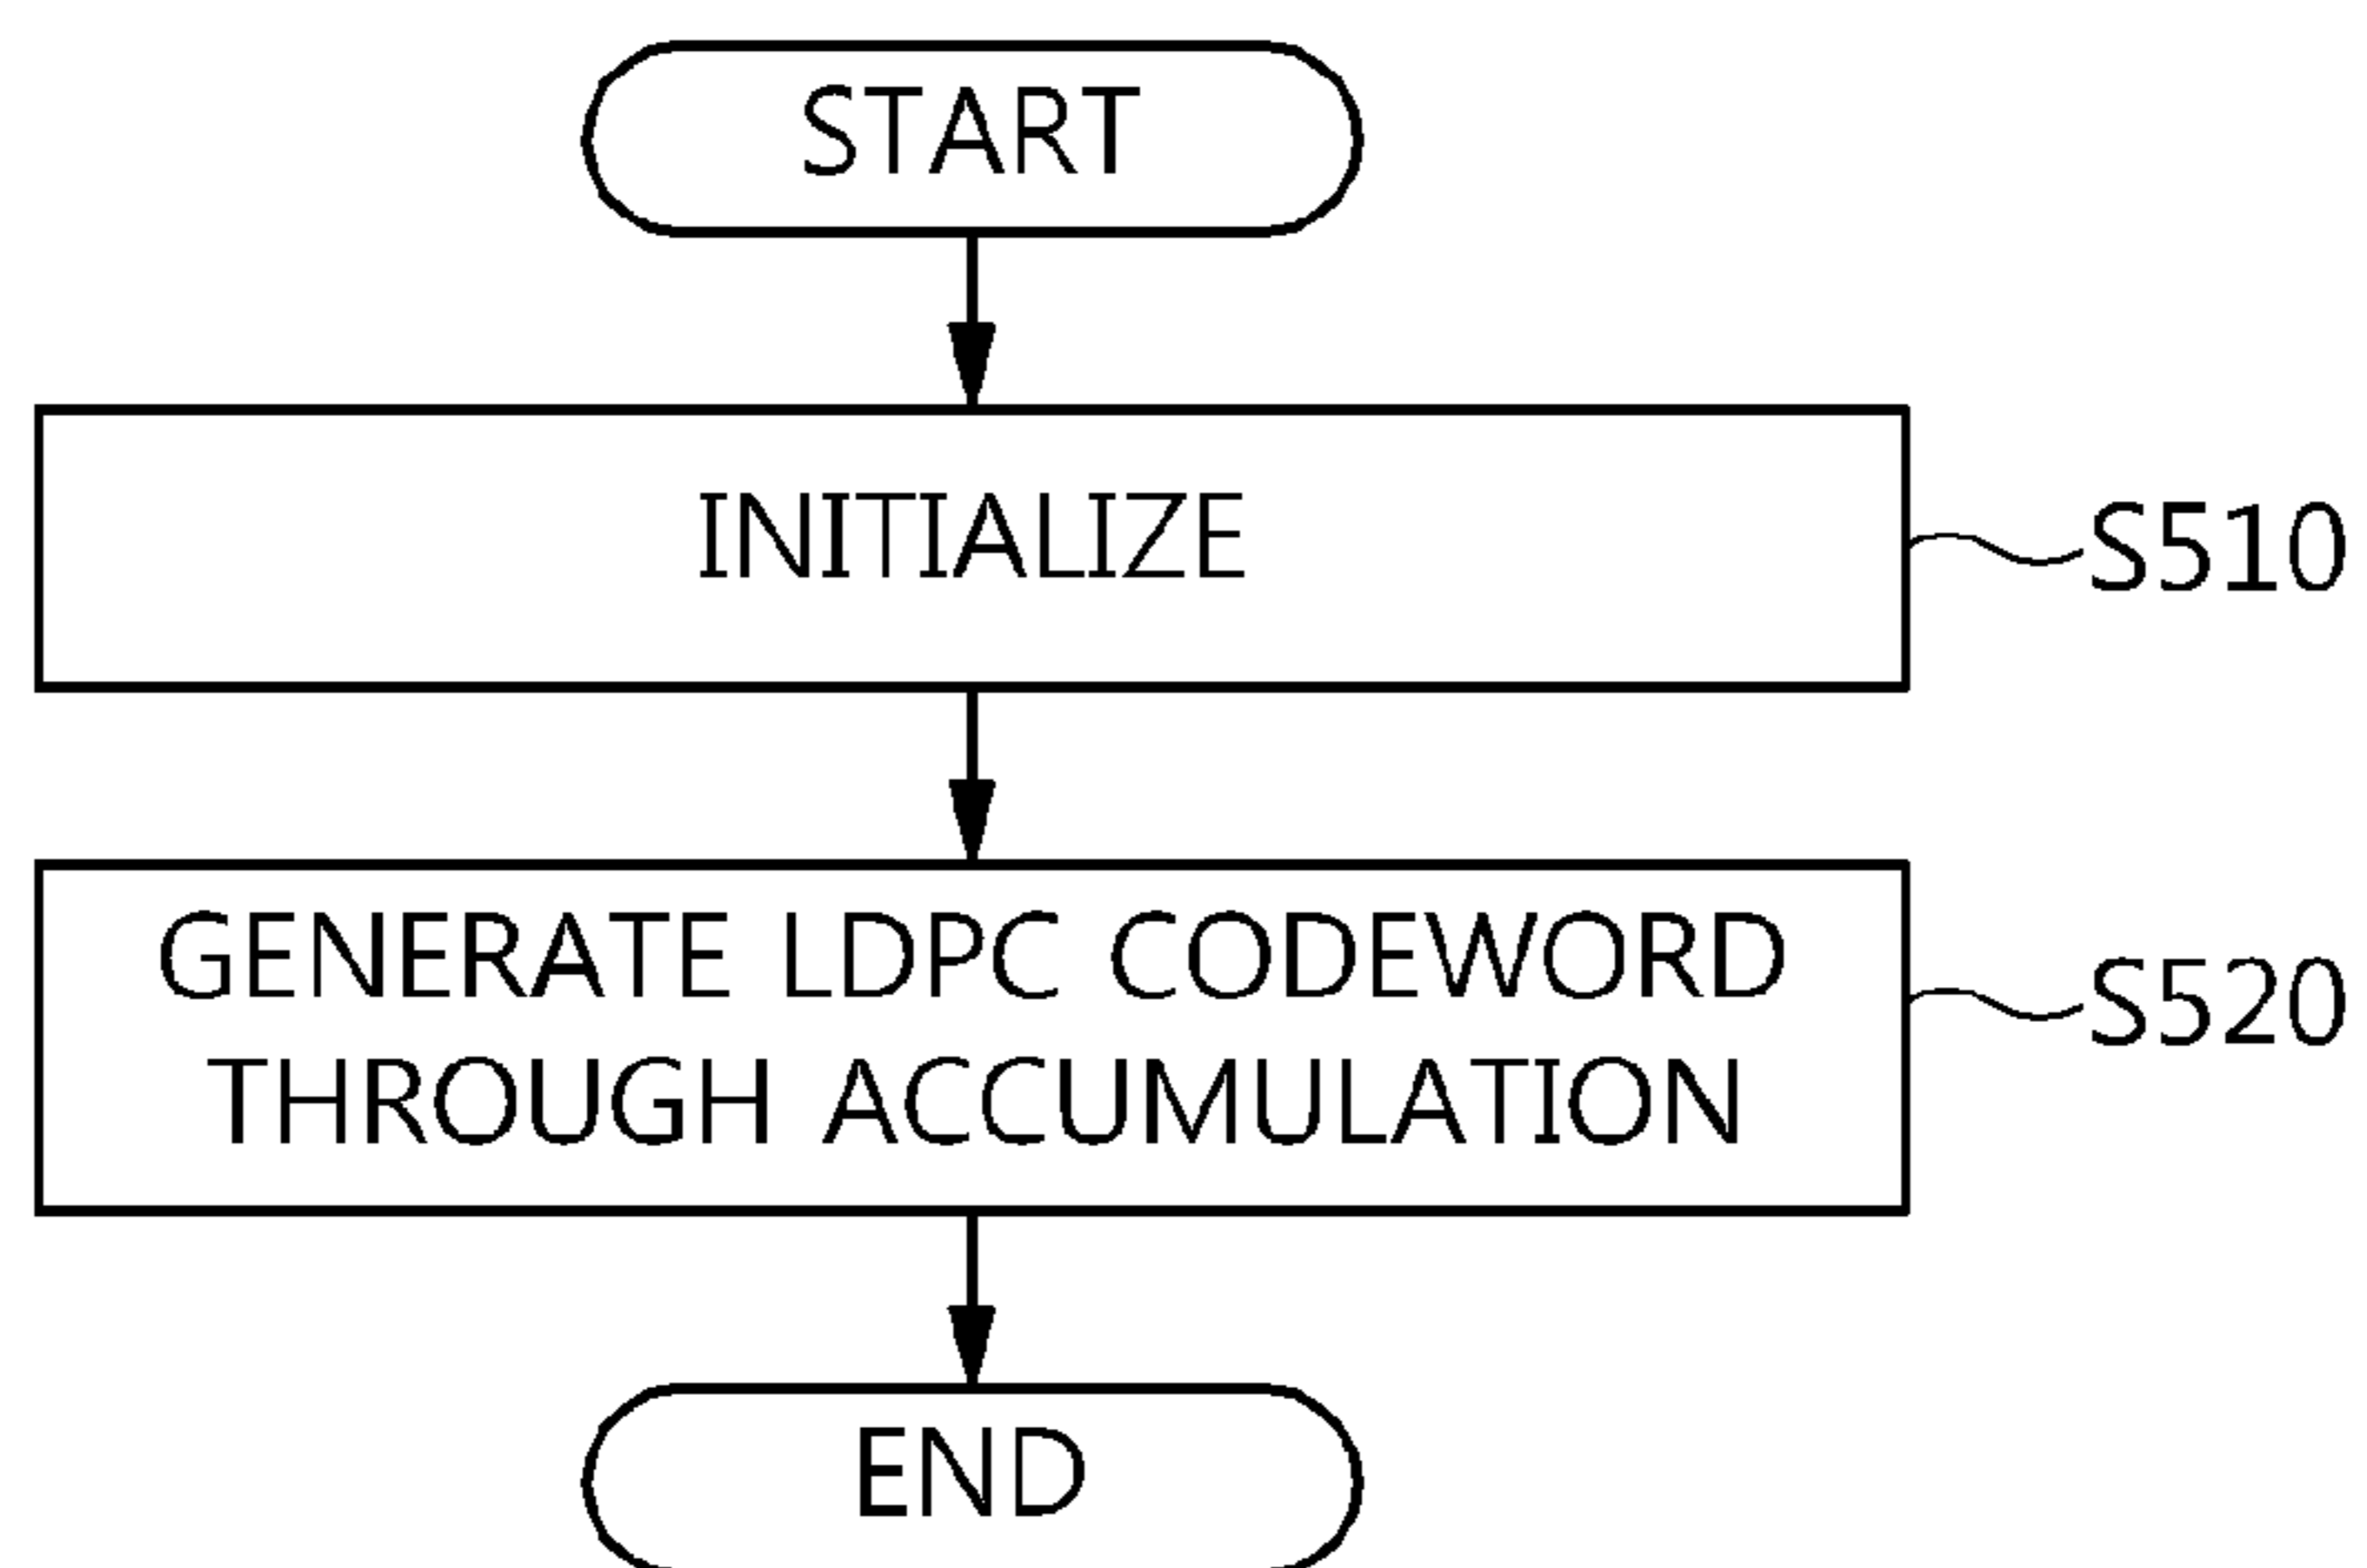 START
INITIALIZE
S510
GENERATE LDPC CODEWORD
THROUGH ACCUMULATION
S520
END